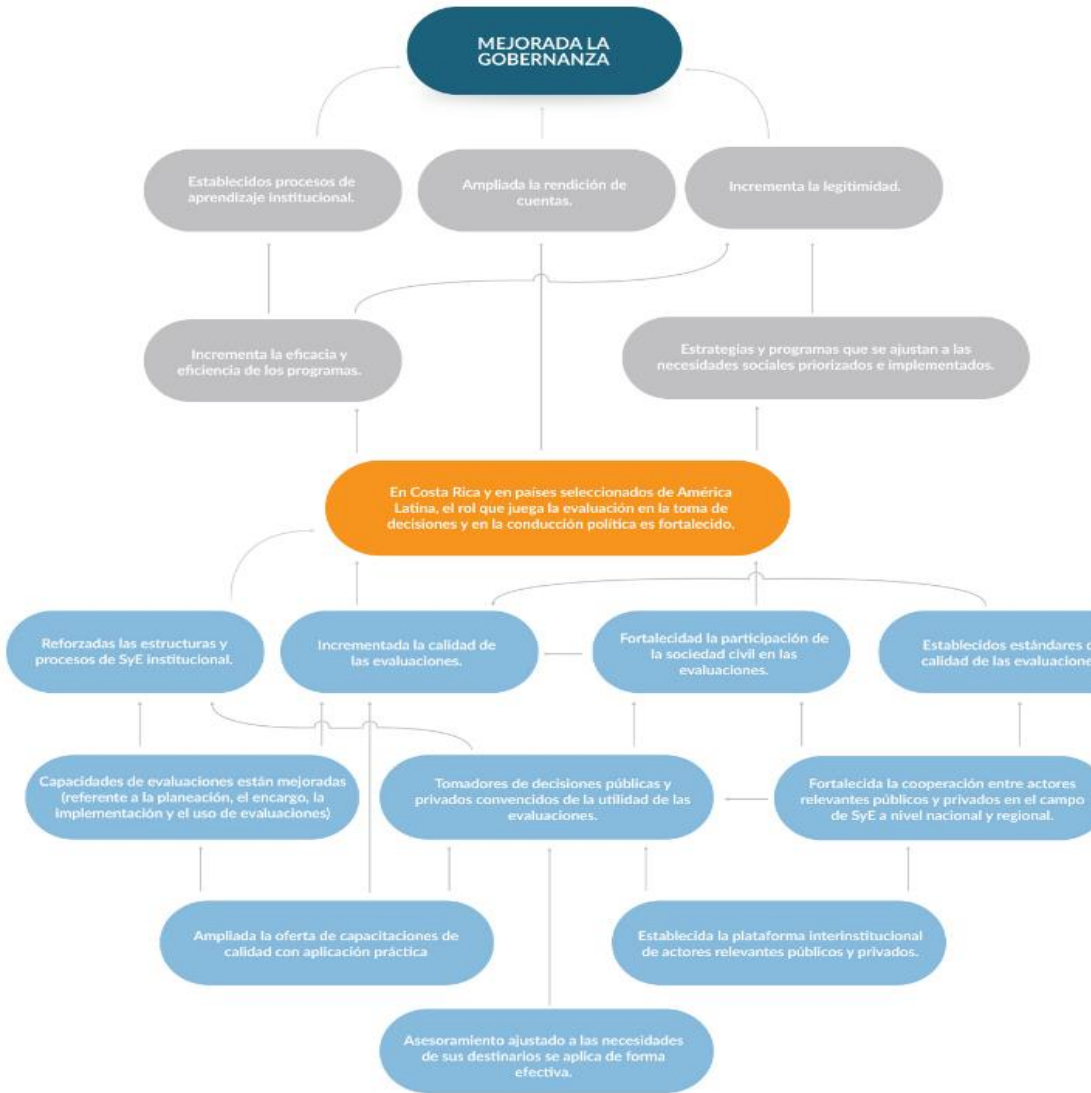 MEJORADA LA
GOBERNANZA
Establecidos procesos de
aprendizaje institucional.
Ampliada la rendición de
cuentas.
Incrementa la legitimidad.
Incrementa la eficacia y
eficiencia de los programas.
Estrategias y programas que se ajustan a las
necesidades sociales priorizados e implementados.
En Costa Rica y en países seleccionados de América
Latina, el rol que juega la evaluación en la toma de
decisiones y en la conducción política es fortalecido.
Reforzadas las estructuras y
procesos de SyE institucional.
Incrementada la calidad de
las evaluaciones.
Fortalecidad la participación de
la sociedad civil en las
evaluaciones.
Establecidos estándares
calidad de las
Capacidades de evaluaciones están mejoradas
(referente a la planeación, el encargo, la
implementación y el uso de evaluaciones)
Tomadores de decisiones públicas y
privados convencidos de la utilidad de las
evaluaciones.
Fortalecida la cooperación entre actores
relevantes públicos y privados en el campo
de SyE a nivel nacional y regional.
Ampliada la oferta de capacitaciones de
calidad con aplicación práctica
Establecida la plataforma interinstitucional
de actores relevantes públicos y privados.
Asesoramiento ajustado a las necesidades
de sus destinarios se aplica de forma
efectiva.